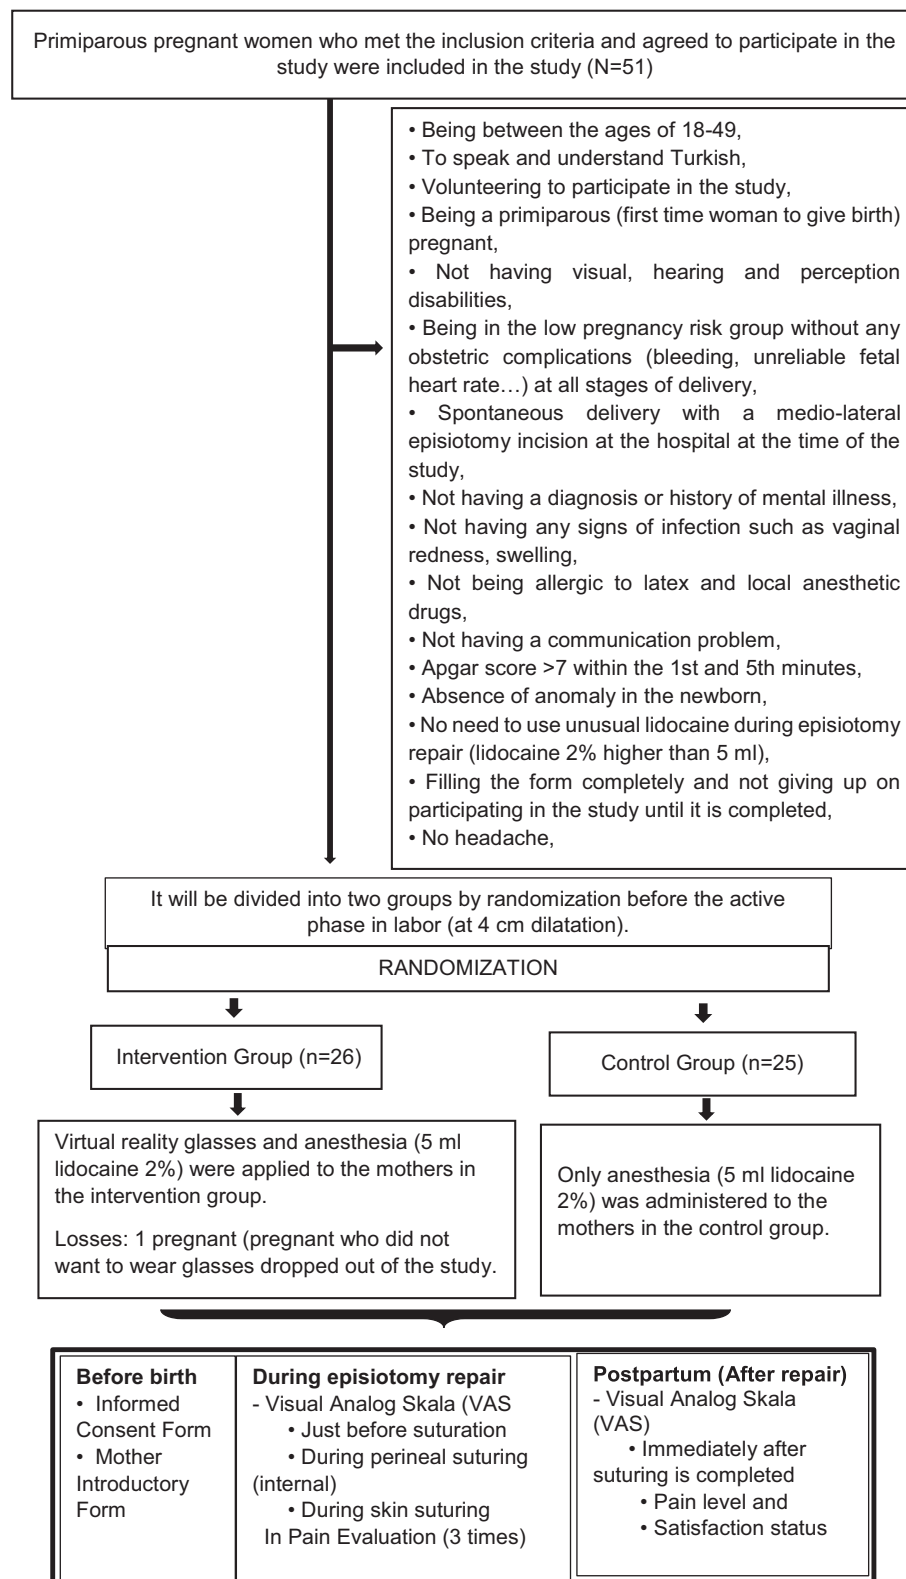 Primiparous pregnant women who met the inclusion criteria and agreed to participate in the
study were included in the study (N=51)
• Being between the ages of 18-49,
• To speak and understand Turkish,
• Volunteering to participate in the study,
• Being a primiparous (first time woman to give birth)
pregnant,
• Not having visual, hearing and perception
disabilities,
• Being in the low pregnancy risk group without any
obstetric complications (bleeding, unreliable fetal
heart rate…) at all stages of delivery,
• Spontaneous delivery with a medio-lateral
episiotomy incision at the hospital at the time of the
study,
• Not having a diagnosis or history of mental illness,
• Not having any signs of infection such as vaginal
redness, swelling,
• Not being allergic to latex and local anesthetic
drugs,
• Not having a communication problem,
• Apgar score >7 within the 1st and 5th minutes,
• Absence of anomaly in the newborn,
• No need to use unusual lidocaine during episiotomy
repair (lidocaine 2% higher than 5 ml),
• Filling the form completely and not giving up on
participating in the study until it is completed,
• No headache,
It will be divided into two groups by randomization before the active
phase in labor (at 4 cm dilatation).
RANDOMIZATION
Intervention Group (n=26)
Control Group (n=25)
Virtual reality glasses and anesthesia (5 ml
lidocaine 2%) were applied to the mothers in
the intervention group.
Losses: 1 pregnant (pregnant who did not
want to wear glasses dropped out of the study.
Only anesthesia (5 ml lidocaine
2%) was administered to the
mothers in the control group.
Before birth
• Informed
Consent Form
• Mother
Introductory
Form
During episiotomy repair
- Visual Analog Skala (VAS
• Just before suturation
• During perineal suturing
(internal)
• During skin suturing
In Pain Evaluation (3 times)
Postpartum (After repair)
- Visual Analog Skala
(VAS)
• Immediately after
suturing is completed
• Pain level and
• Satisfaction status